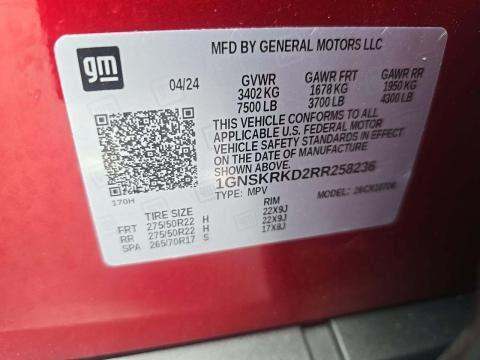 gm
MFD BY GENERAL MOTORS LLC
04/24 GVWR GAWR FRT GAWR RR
3402 KG 1678 KG 1950 KG
7500 LB 3700 LB 4300 LB
THIS VEHICLE CONFORMS TO ALL
APPLICABLE U.S. FEDERAL MOTOR
VEHICLE SAFETY STANDARDS IN
EFFECT ON THE DATE OF MANUFACTURE
SHOWN ABOVE.
1GNSKRKD2RR258236
170H TYPE: MPV MODEL:
TIRE SIZE RIM
FRT 275/50R22 H 22X9J
RR 275/50R22 H 22X9J
SPA 265/70R17 S 17X8J